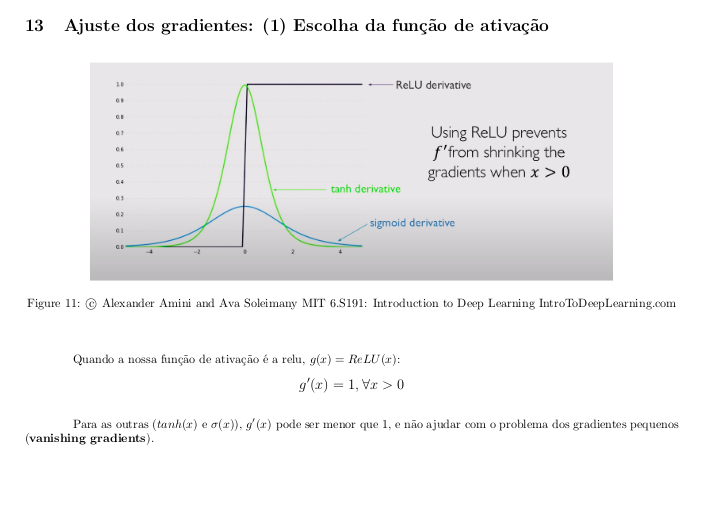 13 Ajuste dos gradientes: (1) Escolha da função de ativação
1.0
0.9
0.8
0.7
0.6
0.5
0.4
0.3
0.2
0.1
0.0
−4 −2 0 2 4
ReLU derivative
Using ReLU prevents
f′from shrinking the
gradients when x > 0
tanh derivative
sigmoid derivative
Figure 11: © Alexander Amini and Ava Soleimany MIT 6.S191: Introduction to Deep Learning IntroToDeepLearning.com
Quando a nossa função de ativação é a relu, g(x) = ReLU(x):
g′(x) = 1, ∀x > 0
Para as outras (tanh(x) e σ(x)), g′(x) pode ser menor que 1, e não ajudar com o problema dos gradientes pequenos
(vanishing gradients).